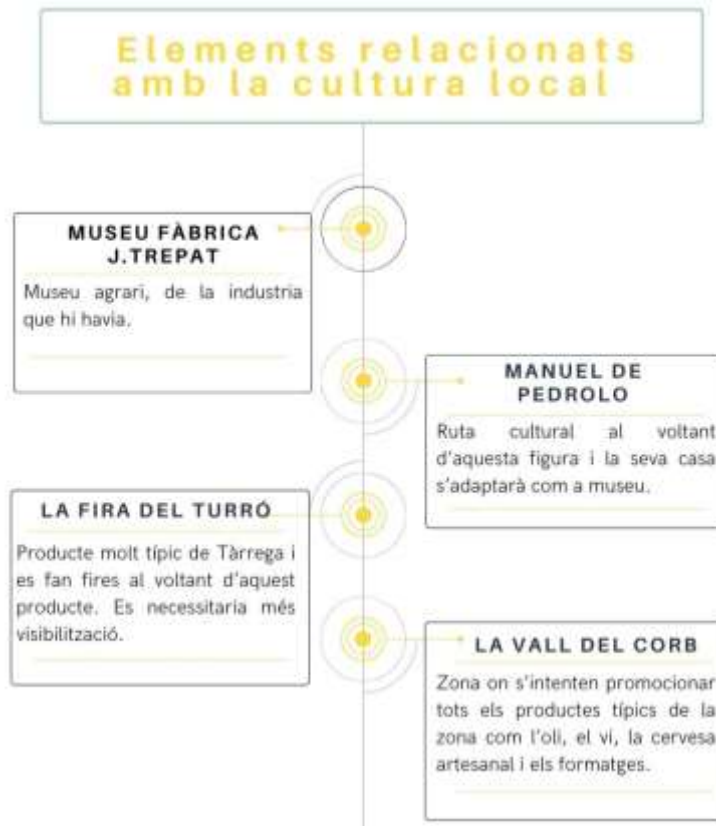 Elements relacionats
amb la cultura local
MUSEU FÀBRICA
J.TREPAT
Museu agrari, de la industria
que hi havia.
MANUEL DE
PEDROLO
Ruta cultural al voltant
d'aquesta figura i la seva casa
s'adaptarà com a museu.
LA FIRA DEL TURRÓ
Producte molt típic de Tàrrega i
es fan fires al voltant d'aquest
producte. Es necessitaria més
visibilització.
LA VALL DEL CORB
Zona on s'intenten promocionar
tots els productes típics de la
zona com l'oli, el vi, la cervesa
artesanal i els formatges.